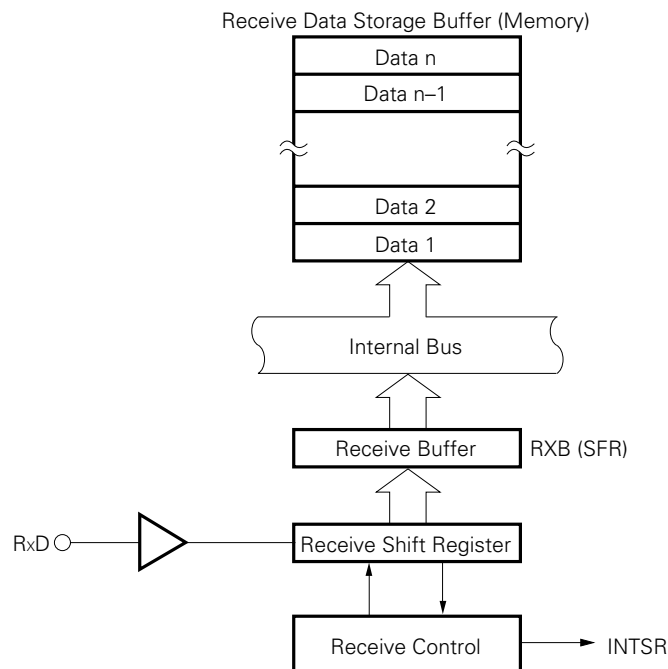 Receive Data Storage Buffer (Memory)
Data n
Data n–1
Data 2
Data 1
Internal Bus
Receive Buffer
RXB (SFR)
RxD
Receive Shift Register
Receive Control
INTSR